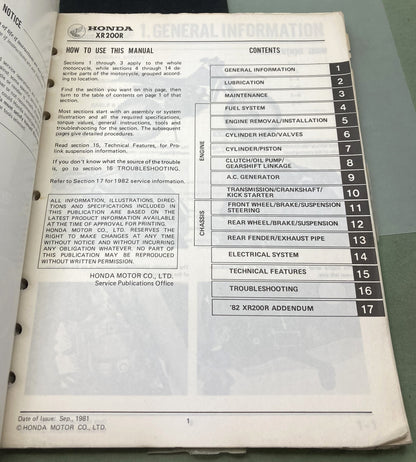 NOTICE
HONDA
XR200R
HOW TO USE THIS MANUAL
Sections 1 through 3 apply to the whole
motorcycle, while sections 4 through 14 de-
scribe parts of the motorcycle, grouped accord-
ing to location.
Find the section you want on this page, then
turn to the table of contents on page 1 of that
section.
Most sections start with an assembly or system
illustration and all the required specifications,
torque values, general instructions, tools and
troubleshooting for the section. The subsequent
pages give detailed procedures.
Read section 15, Technical Features, for Pro-
link suspension information.
If you don't know what the source of the trouble
is, go to section 16 TROUBLESHOOTING.
Refer to Section 17 for 1982 service information.
ALL INFORMATION, ILLUSTRATIONS, DIREC-
TIONS AND SPECIFICATIONS INCLUDED IN
THIS PUBLICATION ARE BASED ON THE
LATEST PRODUCT INFORMATION AVAILABLE
AT THE TIME OF APPROVAL FOR PRINTING.
HONDA MOTOR CO., LTD. RESERVES THE
RIGHT TO MAKE CHANGES AT ANY TIME
WITHOUT NOTICE AND WITHOUT INCURRING
ANY OBLIGATION WHATEVER. NO PART OF
THIS PUBLICATION MAY BE REPRODUCED
WITHOUT WRITTEN PERMISSION.
HONDA MOTOR CO., LTD.
Service Publications Office
CONTENTS
GENERAL INFORMATION 1
LUBRICATION 2
MAINTENANCE 3
ENGINE
FUEL SYSTEM 4
ENGINE REMOVAL/INSTALLATION 5
CYLINDER HEAD/VALVES 6
CYLINDER/PISTON 7
CLUTCH/OIL PUMP/
GEARSHIFT LINKAGE 8
A.C. GENERATOR 9
TRANSMISSION/CRANKSHAFT/
KICK STARTER 10
CHASSIS
FRONT WHEEL/BRAKE/SUSPENSION
STEERING 11
REAR WHEEL/BRAKE/SUSPENSION 12
REAR FENDER/EXHAUST PIPE 13
ELECTRICAL SYSTEM 14
TECHNICAL FEATURES 15
TROUBLESHOOTING 16
'82 XR200R ADDENDUM 17
Date of Issue: Sep., 1981
© HONDA MOTOR CO., LTD.
1. GENERAL INFORMATION
1-1